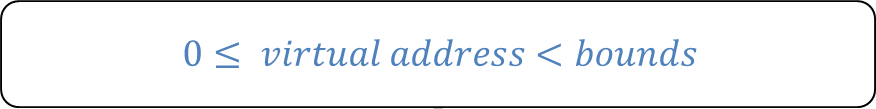 0 ≤ virtual address < bounds